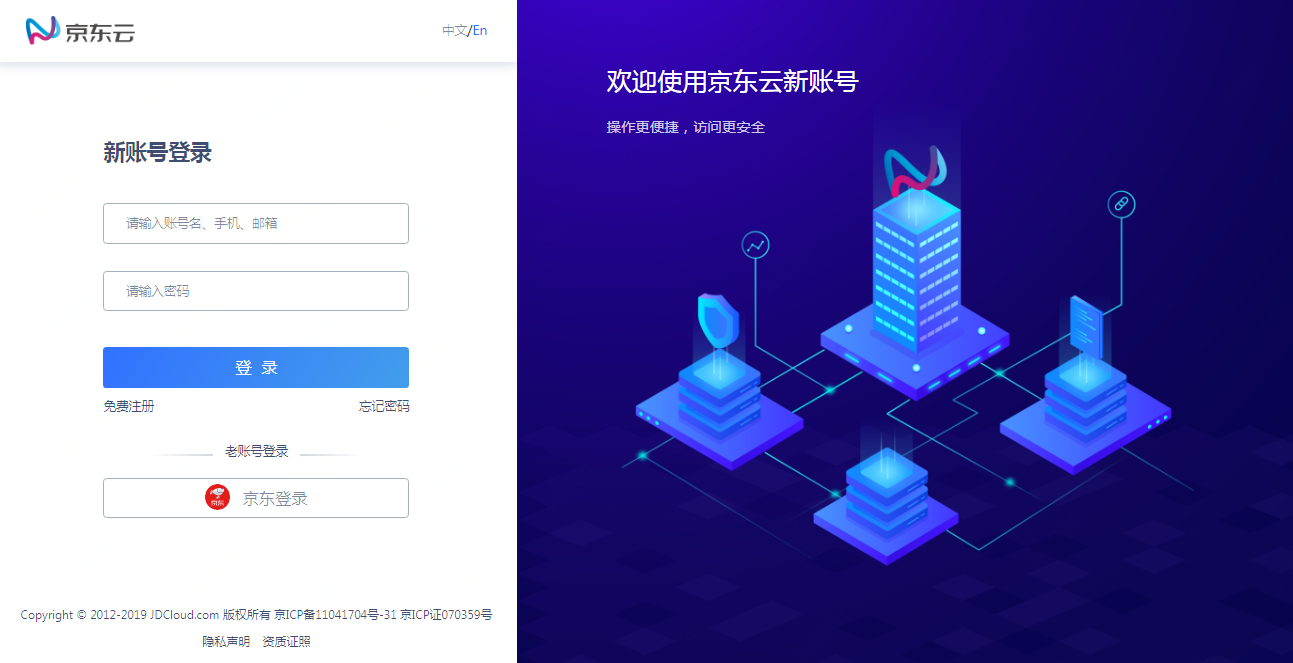 京东云
中文/En
新账号登录
请输入账号名、手机、邮箱
请输入密码
登 录
免费注册 忘记密码
老账号登录
京东 京东登录
Copyright © 2012-2019 JDCloud.com 版权所有 京ICP备11041704号-31 京ICP证070359号
隐私声明 资质证照
欢迎使用京东云新账号
操作更便捷，访问更安全